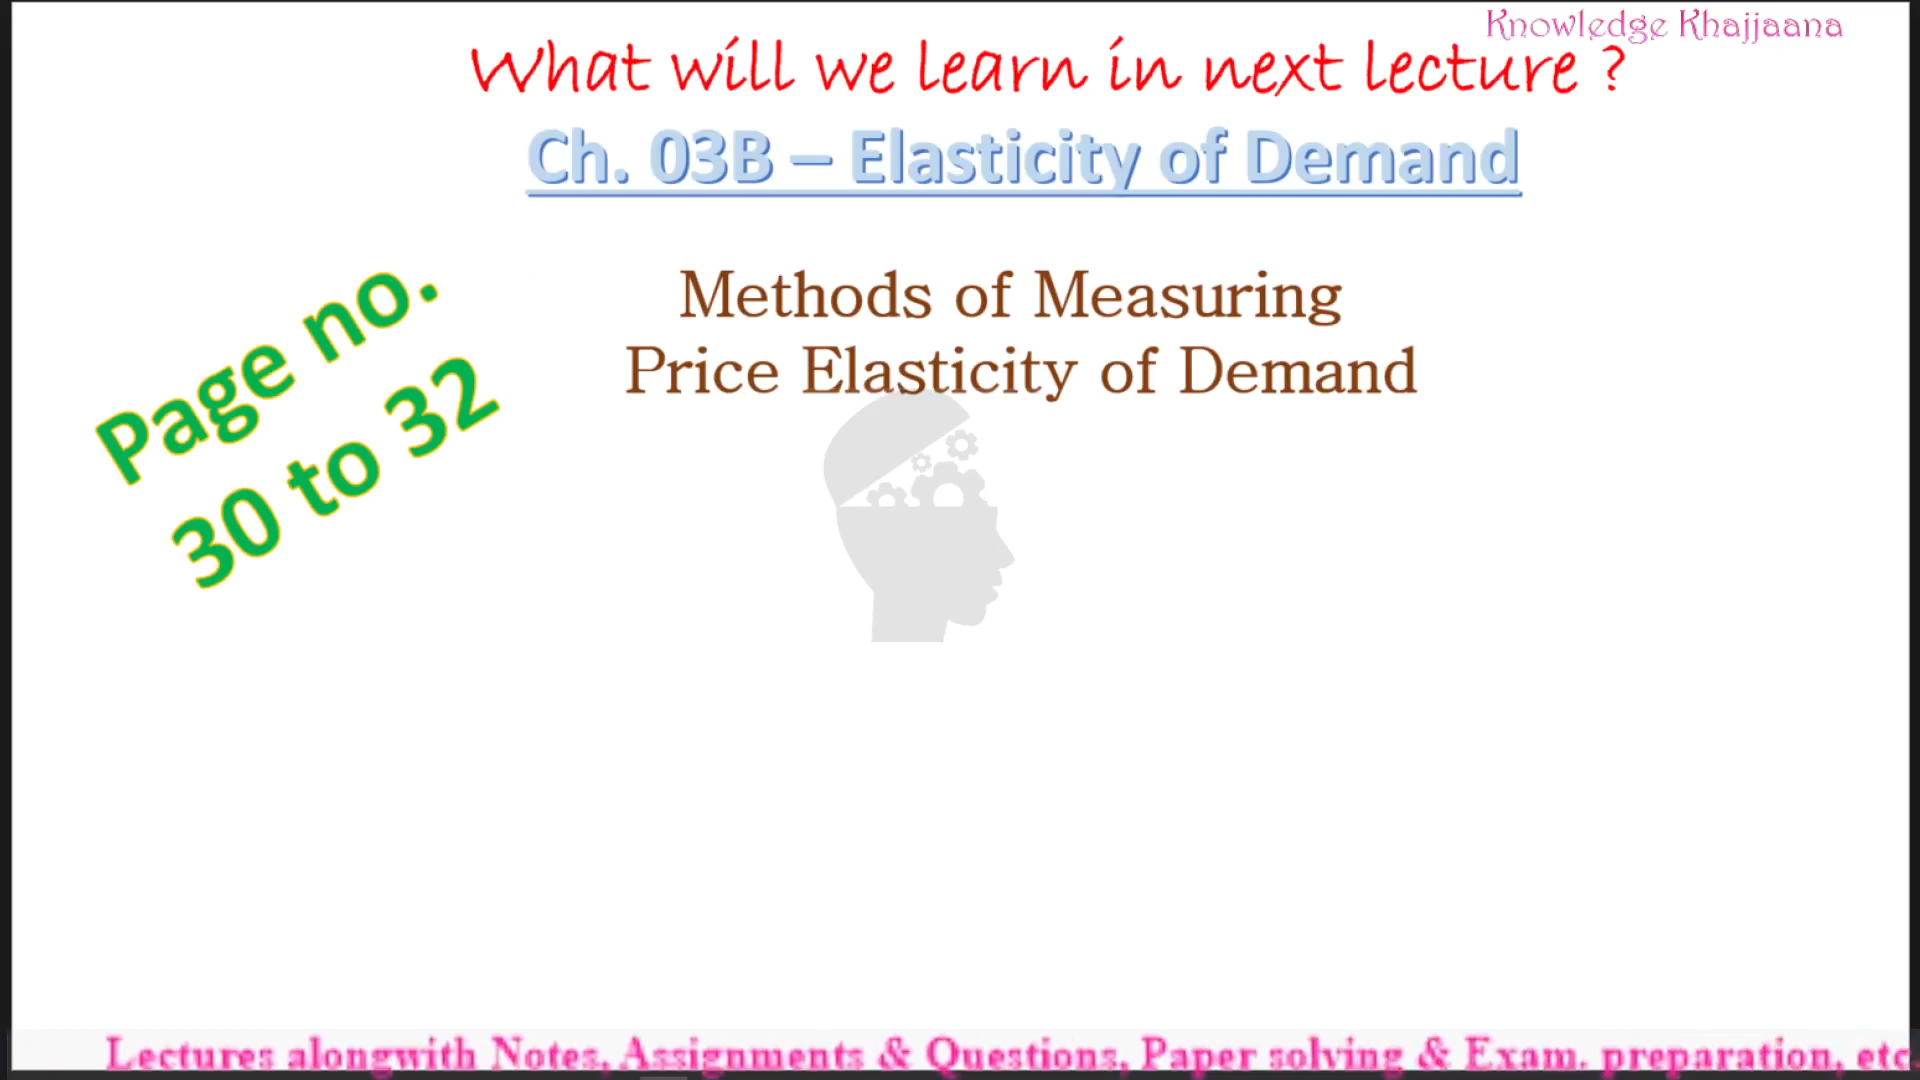 Knowledge Khajjaana
What will we learn in next lecture ?
Ch. 03B – Elasticity of Demand
Page no.
30 to 32
Methods of Measuring
Price Elasticity of Demand
Lectures alongwith Notes, Assignments & Questions, Paper solving & Exam. preparation, etc.